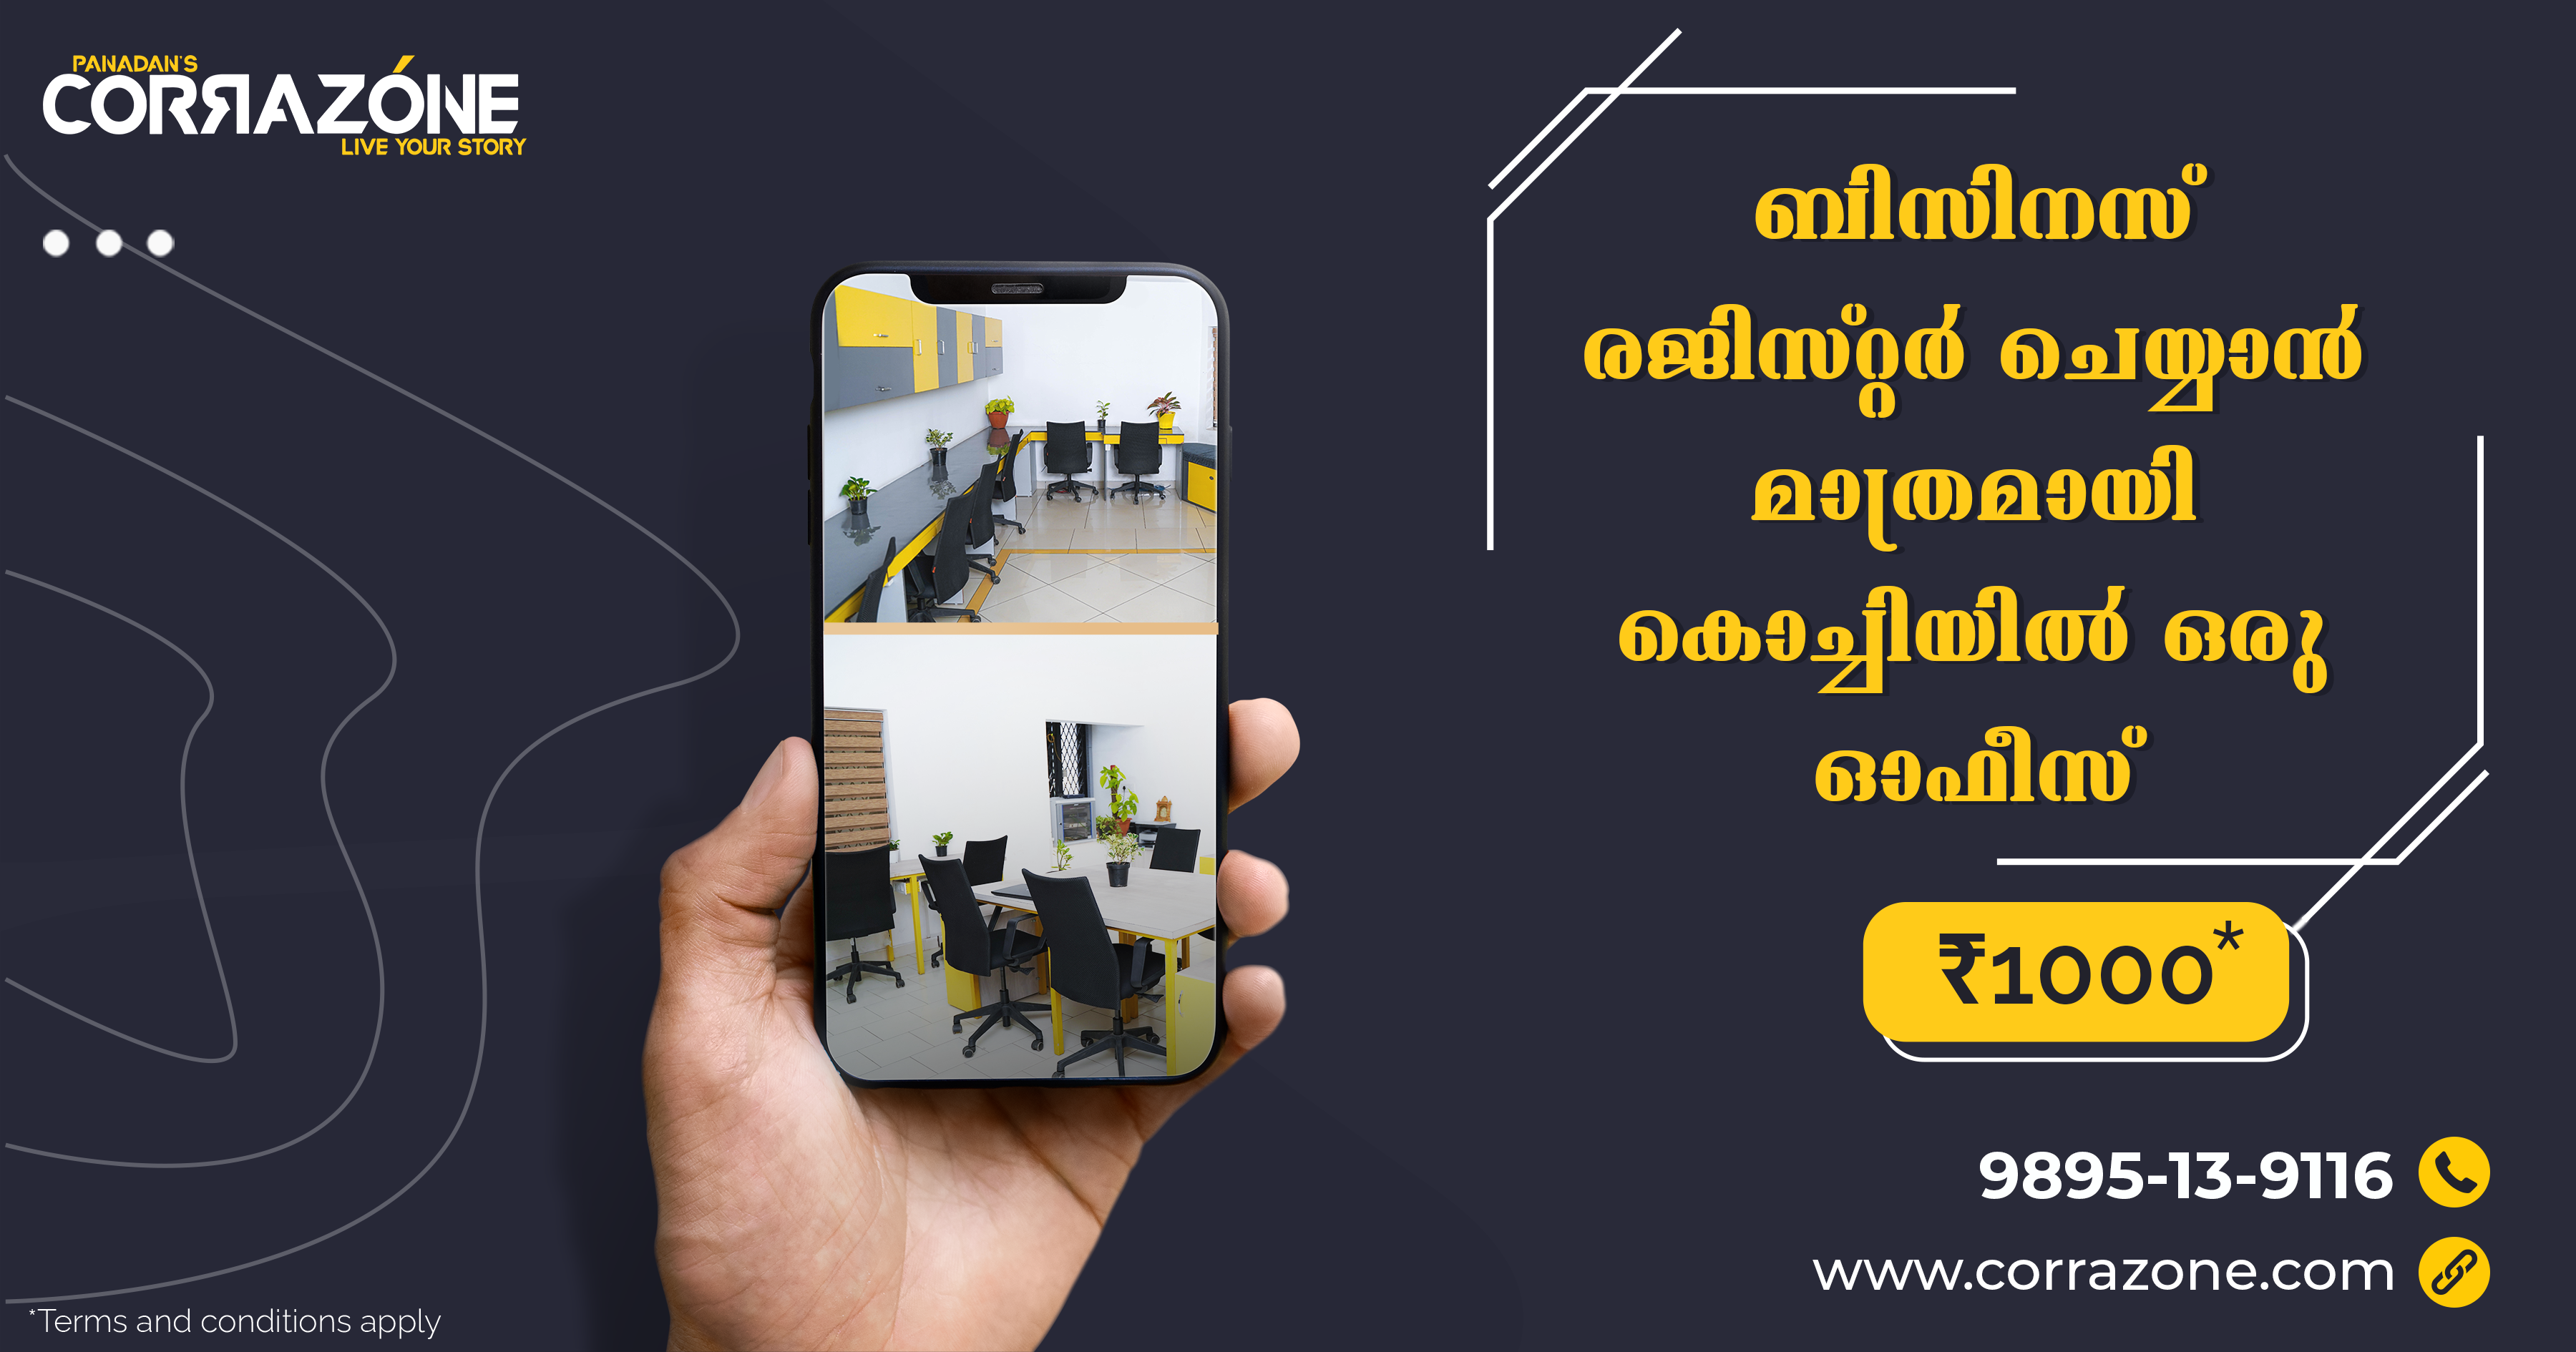 PANADAN'S
CORRAZÓNE
LIVE YOUR STORY
ബിസിനസ്
രജിസ്റ്റർ ചെയ്യാൻ
മാത്രമായി
കൊച്ചിയിൽ ഒരു
ഓഫീസ്
₹1000*
9895-13-9116
www.corrazone.com
*Terms and conditions apply